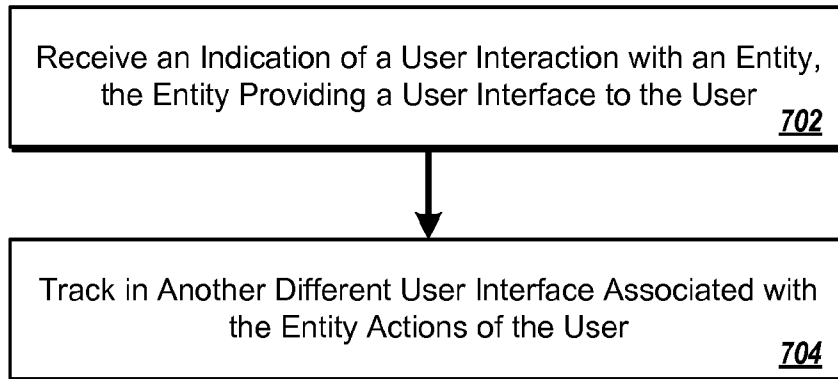 Receive an Indication of a User Interaction with an Entity,
the Entity Providing a User Interface to the User
702
Track in Another Different User Interface Associated with
the Entity Actions of the User
704